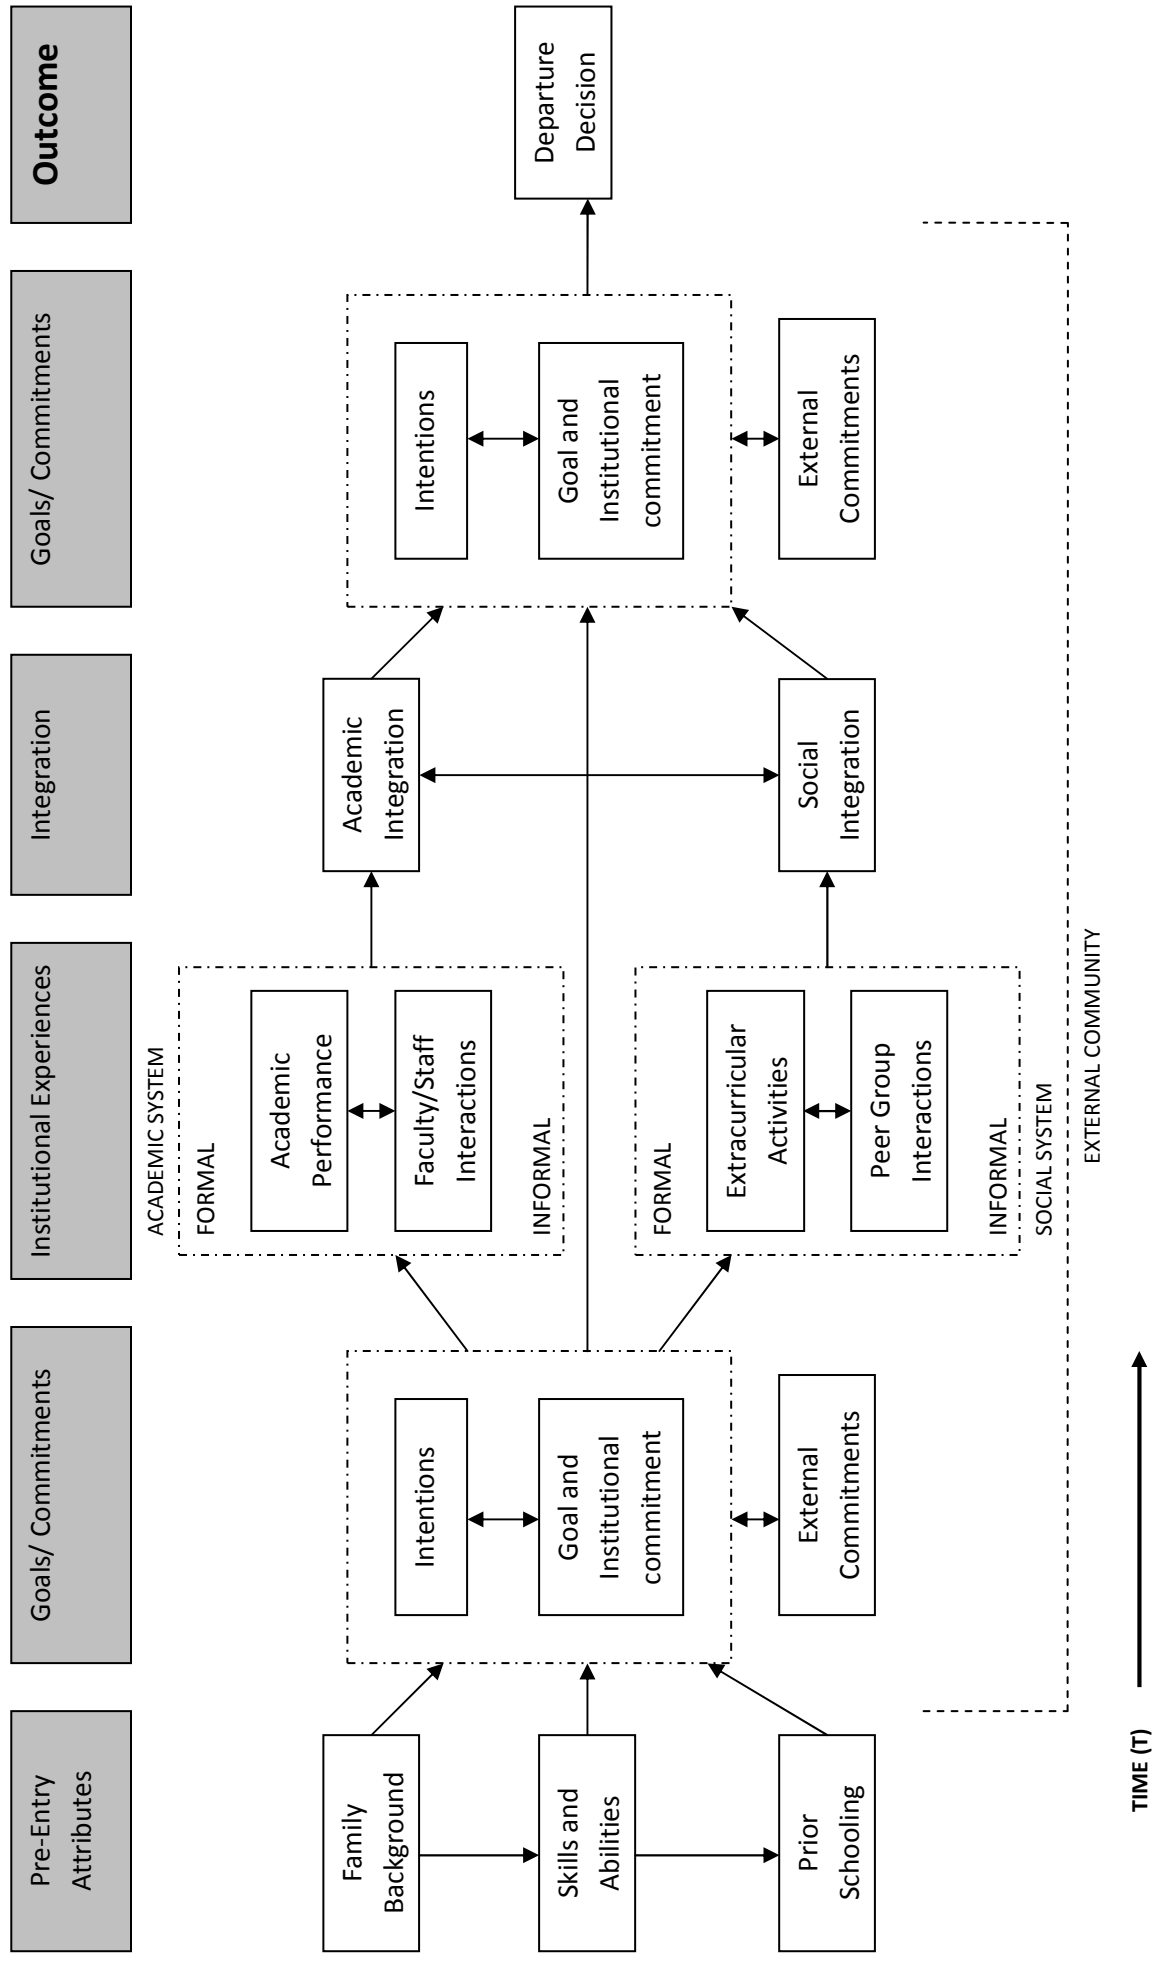 Pre-Entry
Attributes
Goals/ Commitments
Institutional Experiences
Integration
Goals/ Commitments
Outcome
Family
Background
Skills and
Abilities
Prior
Schooling
Intentions
Goal and
Institutional
commitment
External
Commitments
ACADEMIC SYSTEM
FORMAL
Academic
Performance
Faculty/Staff
Interactions
INFORMAL
FORMAL
Extracurricular
Activities
Peer Group
Interactions
INFORMAL
SOCIAL SYSTEM
Academic
Integration
Social
Integration
Intentions
Goal and
Institutional
commitment
External
Commitments
Departure
Decision
EXTERNAL COMMUNITY
TIME (T)